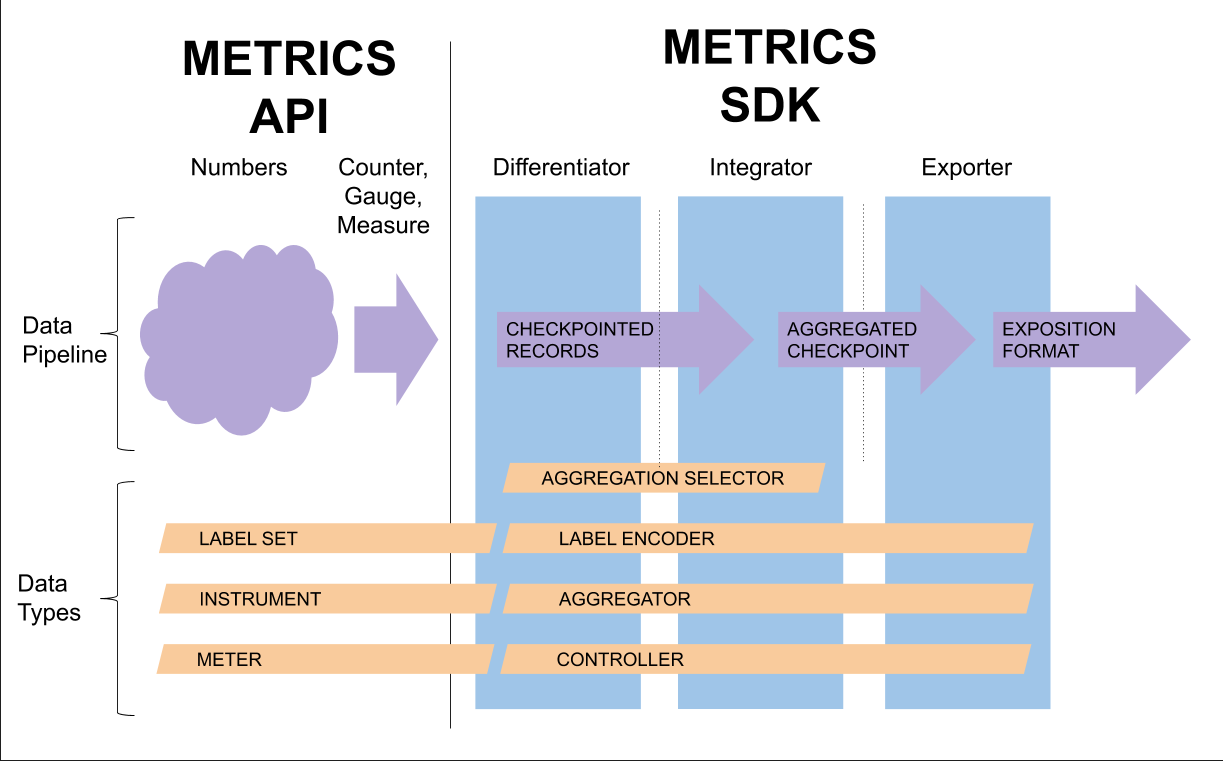 METRICS
API
METRICS
SDK
Numbers
Counter,
Gauge,
Measure
Differentiator
Integrator
Exporter
Data
Pipeline
CHECKPOINTED
RECORDS
AGGREGATED
CHECKPOINT
EXPOSITION
FORMAT
Data
Types
AGGREGATION SELECTOR
LABEL SET
LABEL ENCODER
INSTRUMENT
AGGREGATOR
METER
CONTROLLER